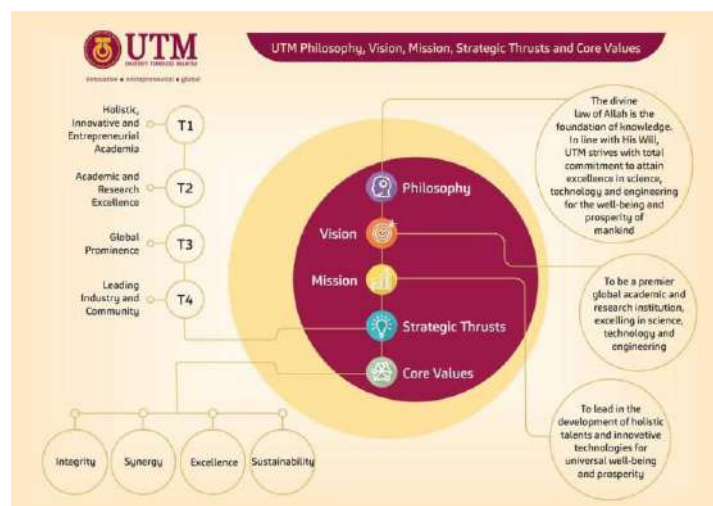 UTM
UNIVERSITI TEKNOLOGI MALAYSIA
innovative ● entrepreneurial ● global
UTM Philosophy, Vision, Mission, Strategic Thrusts and Core Values
Holistic,
Innovative and
Entrepreneurial
Academia
T1
Academic and
Research
Excellence
T2
Global
Prominence
T3
Leading
Industry and
Community
T4
Philosophy
Vision
Mission
Strategic Thrusts
Core Values
The divine
law of Allah is the
foundation of knowledge.
In line with His Will,
UTM strives with total
commitment to attain
excellence in science,
technology and engineering
for the well-being and
prosperity of
mankind
To be a premier
global academic and
research institution,
excelling in science,
technology and
engineering
To lead in the
development of holistic
talents and innovative
technologies for
universal well-being
and prosperity
Integrity
Synergy
Excellence
Sustainability